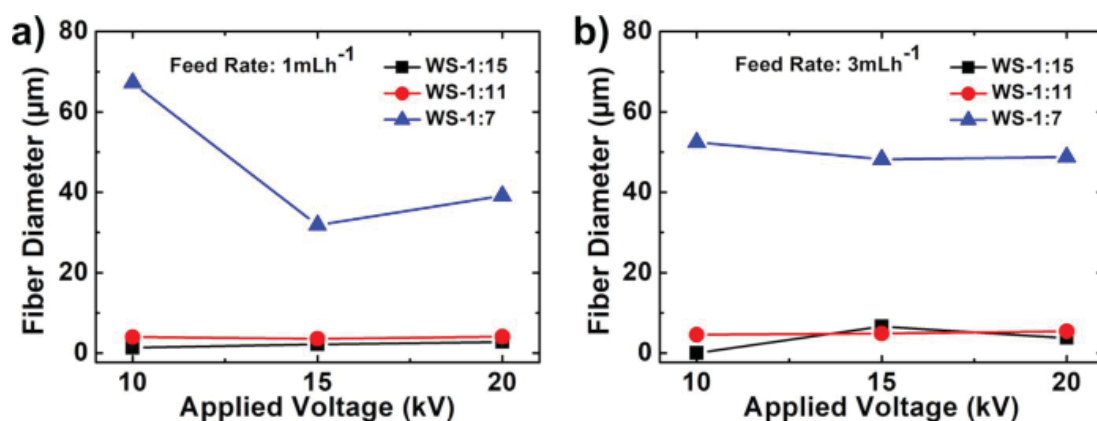 a)
Feed Rate: 1mLh⁻¹
WS-1:15
WS-1:11
WS-1:7
80
60
40
20
0
10
15
20
Fiber Diameter (μm)
Applied Voltage (kV)
b)
Feed Rate: 3mLh⁻¹
WS-1:15
WS-1:11
WS-1:7
80
60
40
20
0
10
15
20
Fiber Diameter (μm)
Applied Voltage (kV)